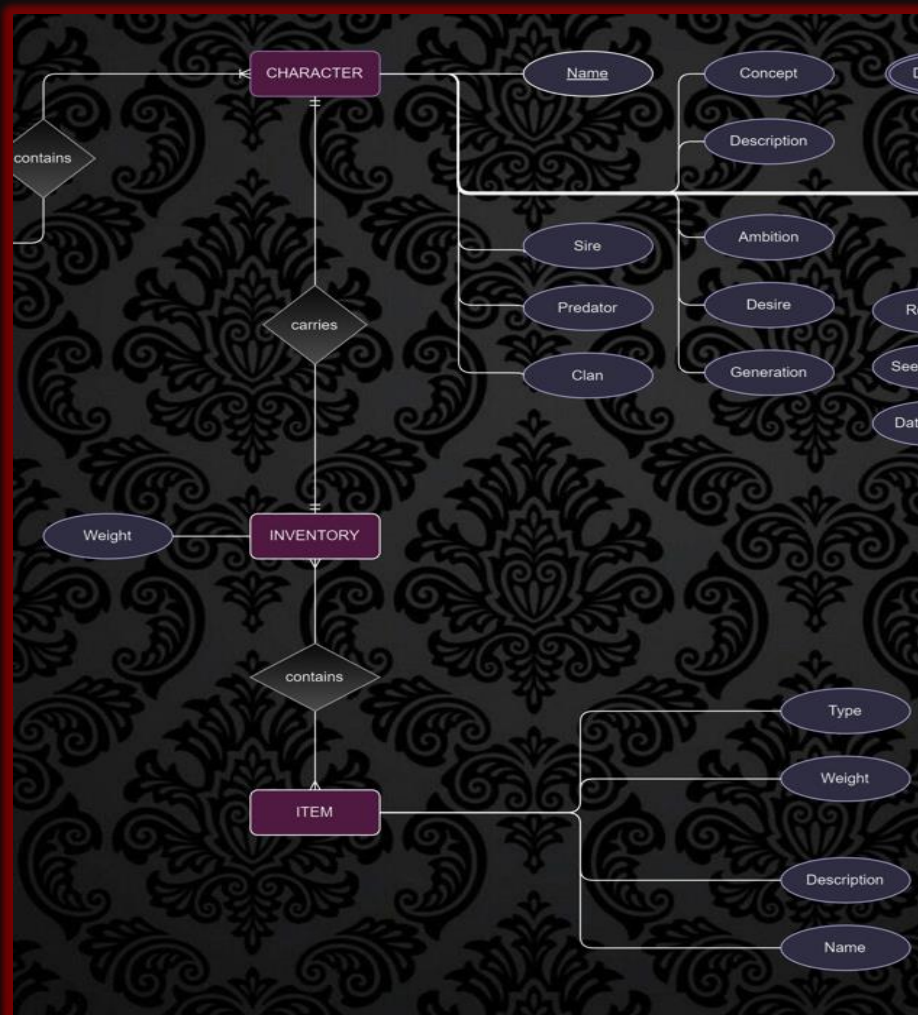 CHARACTER
Name
Concept
contains
Description
Sire
Ambition
carries
Predator
Desire
Clan
Generation
Weight
INVENTORY
contains
Type
Weight
ITEM
Description
Name